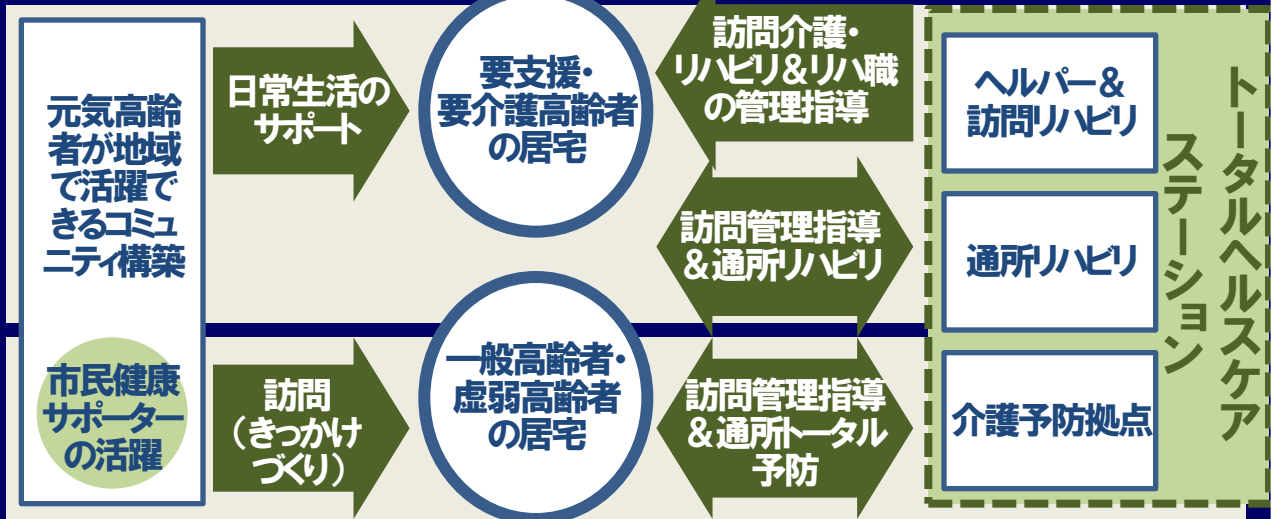 元気高齢
者が地域
で活躍で
きるコミュ
ニティ構築
市民健康
サポーター
の活躍
日常生活の
サポート
訪問
（きっかけ
づくり）
要支援・
要介護高齢者
の居宅
一般高齢者・
虚弱高齢者
の居宅
訪問介護・
リハビリ＆リハ職
の管理指導
訪問管理指導
＆通所リハビリ
訪問管理指導
＆通所トータル
予防
ヘルパー＆
訪問リハビリ
通所リハビリ
介護予防拠点
トータルヘルスケア
ステーション